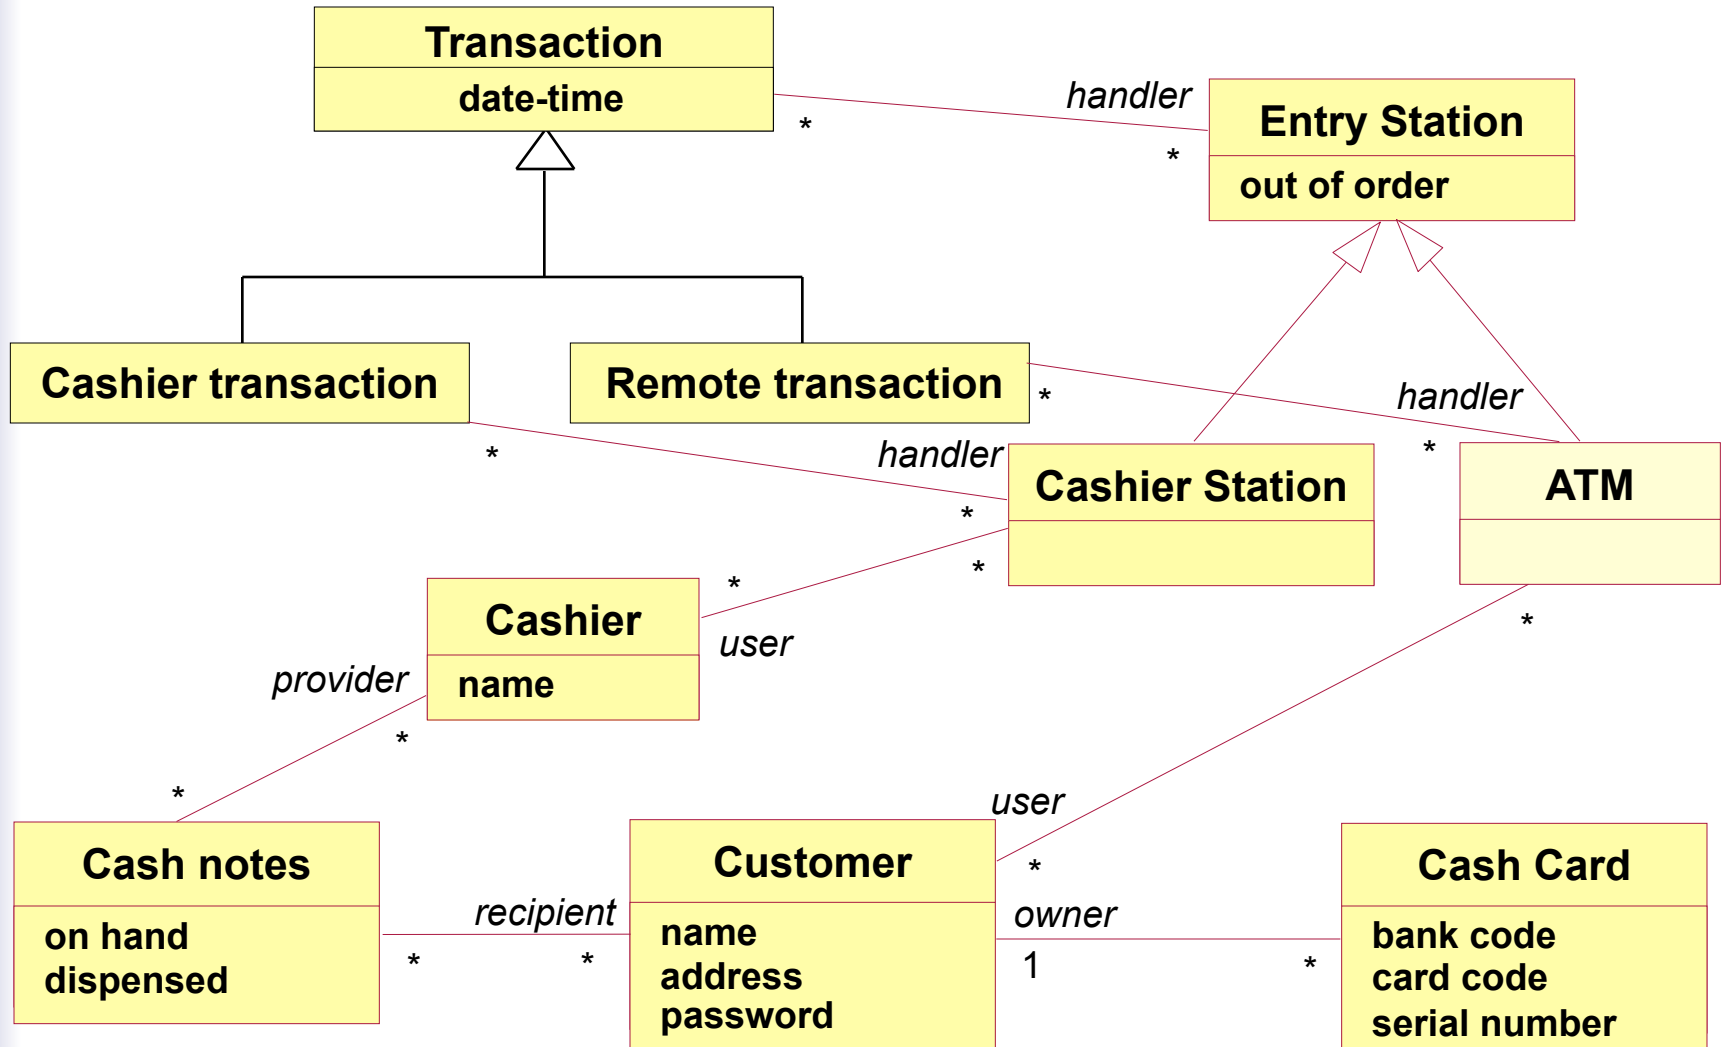 Transaction
date-time
handler
*
*
Entry Station
out of order
Cashier transaction
*
Remote transaction
*
handler
*
handler
*
Cashier Station
*
ATM
*
Cashier
name
*
user
provider
*
*
user
*
Cash notes
on hand
dispensed
*
recipient
*
Customer
name
address
password
owner
1
*
Cash Card
bank code
card code
serial number